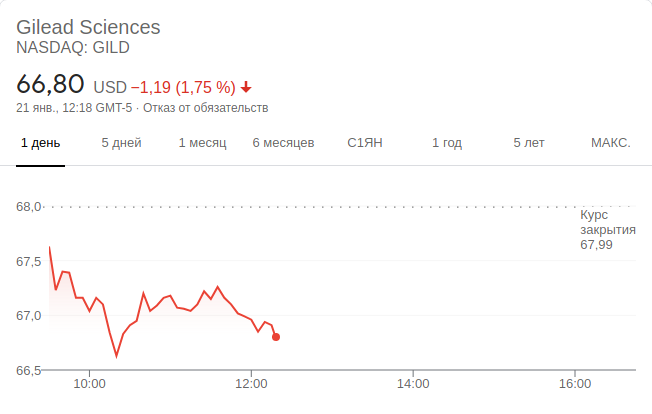 Gilead Sciences
NASDAQ: GILD
66,80 USD −1,19 (1,75 %)
21 янв., 12:18 GMT-5 · Отказ от обязательств
1 день 5 дней 1 месяц 6 месяцев С1ЯН 1 год 5 лет МАКС.
68,0
Курс
закрытия
67,99
67,5
67,0
66,5
10:00 12:00 14:00 16:00